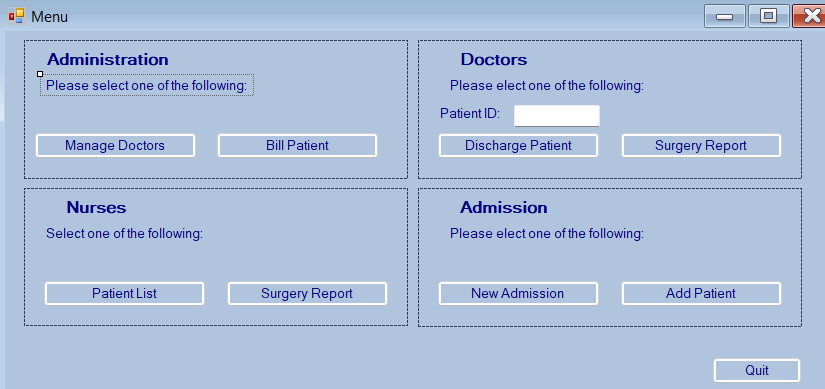 Menu
Administration
Please select one of the following:
Manage Doctors
Bill Patient
Doctors
Please elect one of the following:
Patient ID:
Discharge Patient
Surgery Report
Nurses
Select one of the following:
Patient List
Surgery Report
Admission
Please elect one of the following:
New Admission
Add Patient
Quit